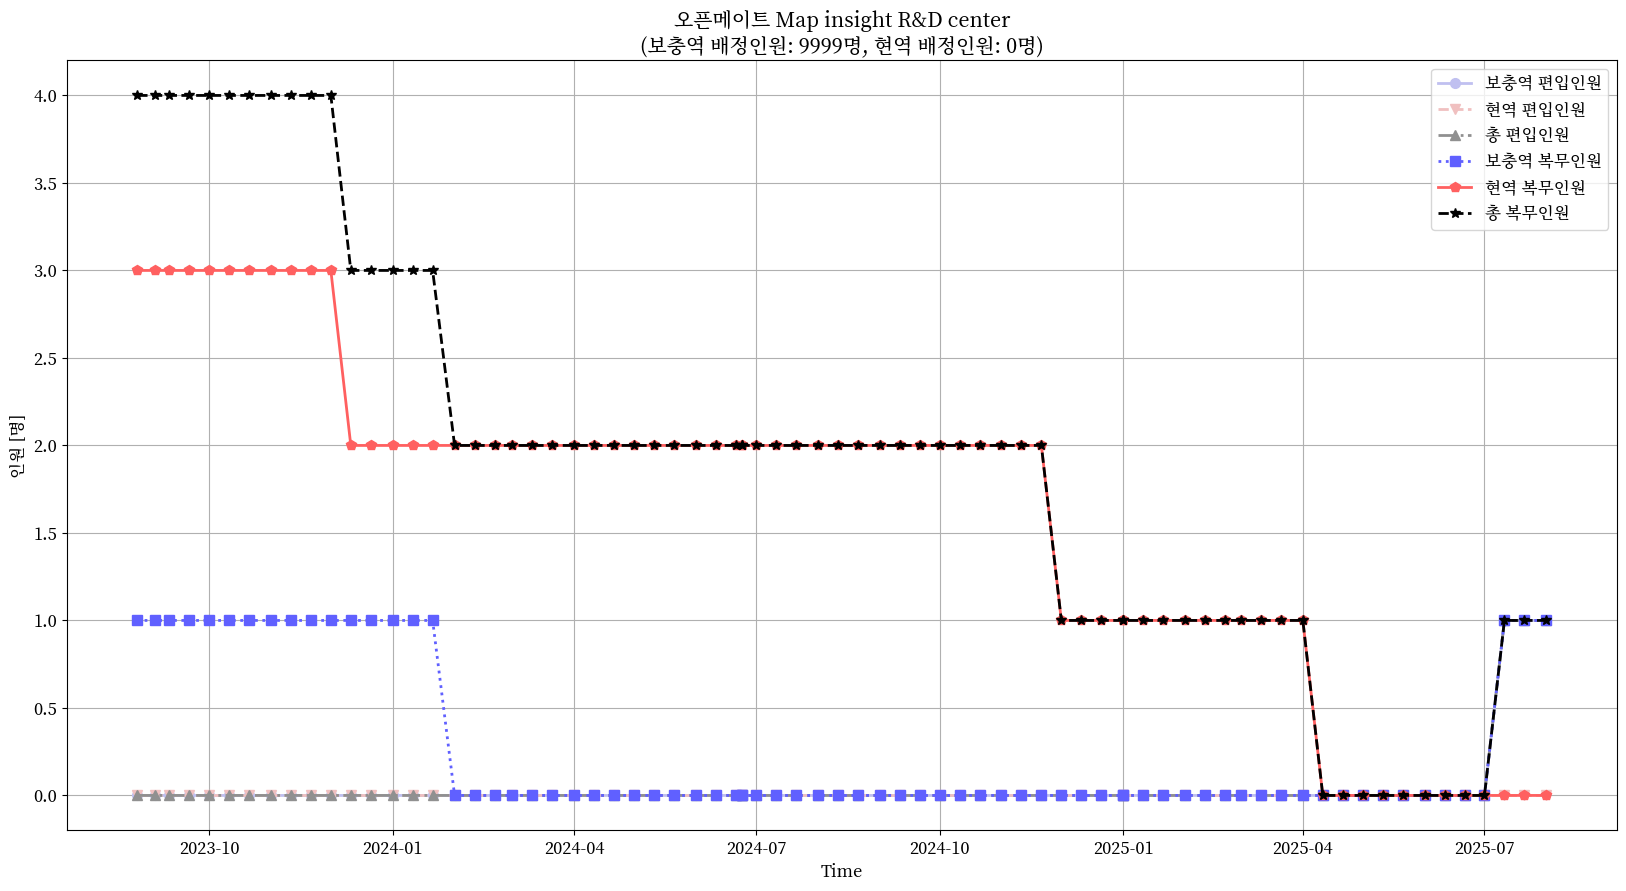 오픈메이트 Map insight R&D center
(보충역 배정인원: 9999명, 현역 배정인원: 0명)
보충역 편입인원
현역 편입인원
총 편입인원
보충역 복무인원
현역 복무인원
총 복무인원
인원 [명]
4.0
3.5
3.0
2.5
2.0
1.5
1.0
0.5
0.0
2023-10 2024-01 2024-04 2024-07 2024-10 2025-01 2025-04 2025-07
Time